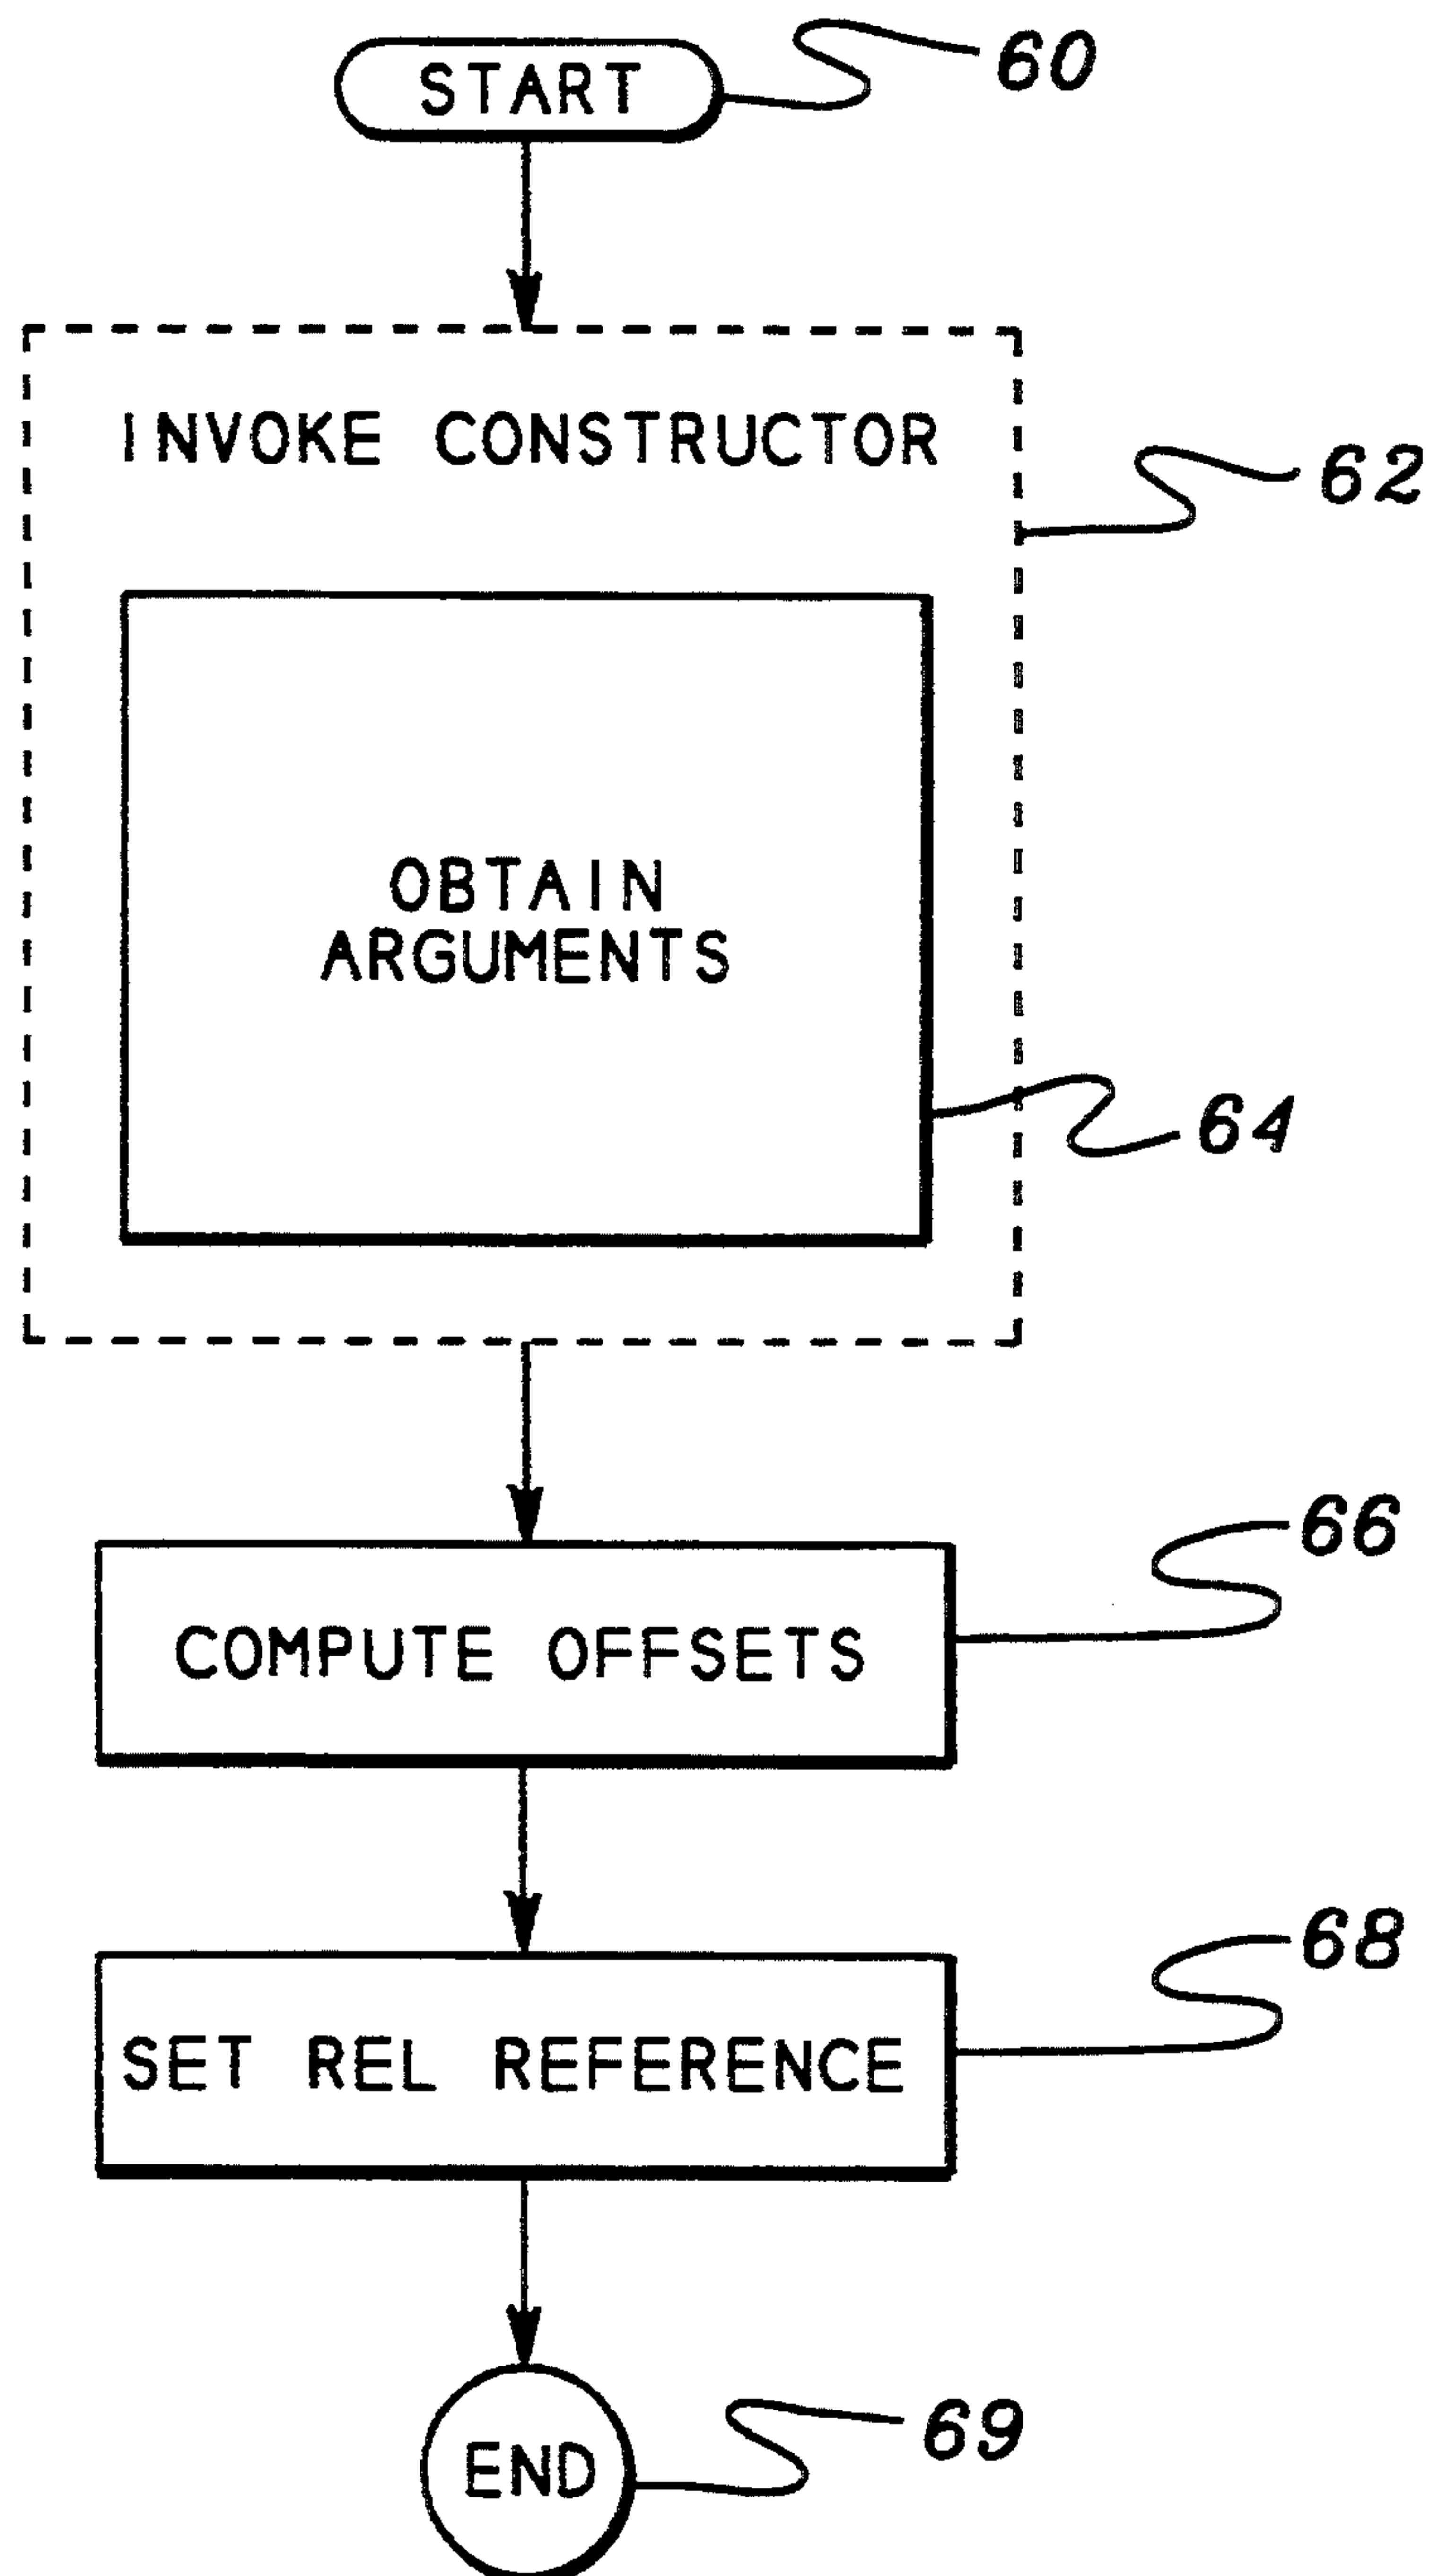 START
60
INVOKE CONSTRUCTOR
62
OBTAIN
ARGUMENTS
64
66
COMPUTE OFFSETS
68
SET REL REFERENCE
END
69